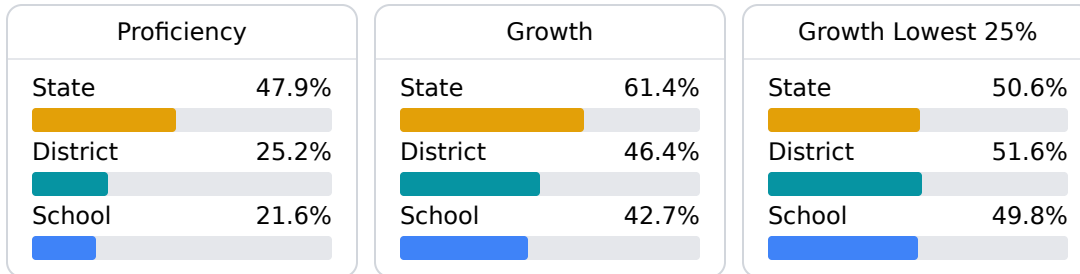 Proficiency
State 47.9%
District 25.2%
School 21.6%
Growth
State 61.4%
District 46.4%
School 42.7%
Growth Lowest 25%
State 50.6%
District 51.6%
School 49.8%